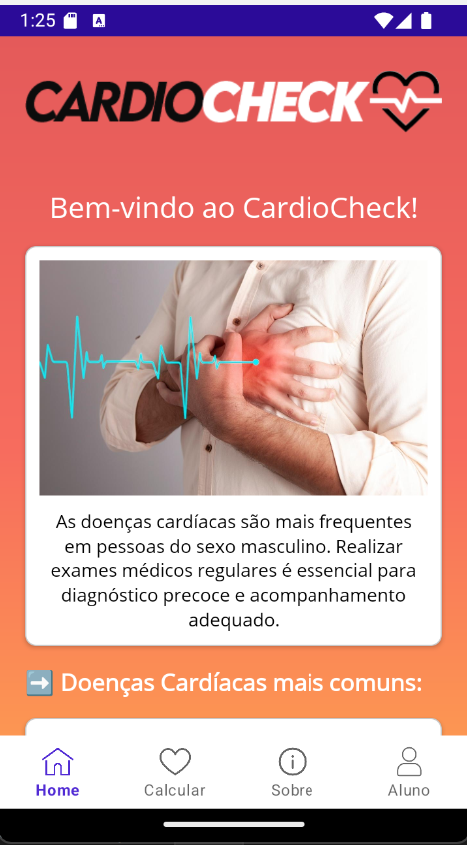 1:25
A
CARDIOCHECK
Bem-vindo ao CardioCheck!
As doenças cardíacas são mais frequentes
em pessoas do sexo masculino. Realizar
exames médicos regulares é essencial para
diagnóstico precoce e acompanhamento
adequado.
➡️ Doenças Cardíacas mais comuns:
Home
Calcular
Sobre
Aluno